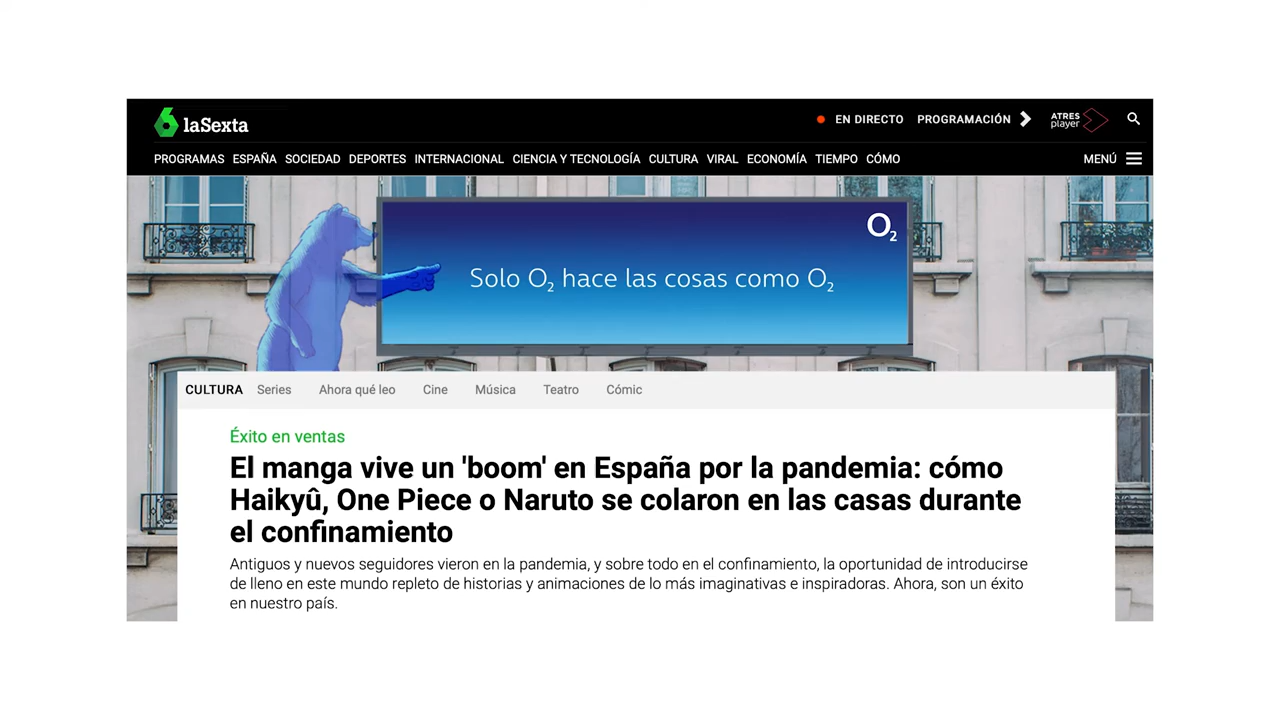 laSexta
EN DIRECTO PROGRAMACIÓN
ATRES
player
PROGRAMAS ESPAÑA SOCIEDAD DEPORTES INTERNACIONAL CIENCIA Y TECNOLOGÍA CULTURA VIRAL ECONOMÍA TIEMPO CÓMO MENÚ
O2
Solo O2 hace las cosas como O2
CULTURA Series Ahora qué leo Cine Música Teatro Cómic
Éxito en ventas
El manga vive un 'boom' en España por la pandemia: cómo
Haikyû, One Piece o Naruto se colaron en las casas durante
el confinamiento
Antiguos y nuevos seguidores vieron en la pandemia, y sobre todo en el confinamiento, la oportunidad de introducirse
de lleno en este mundo repleto de historias y animaciones de lo más imaginativas e inspiradoras. Ahora, son un éxito
en nuestro país.